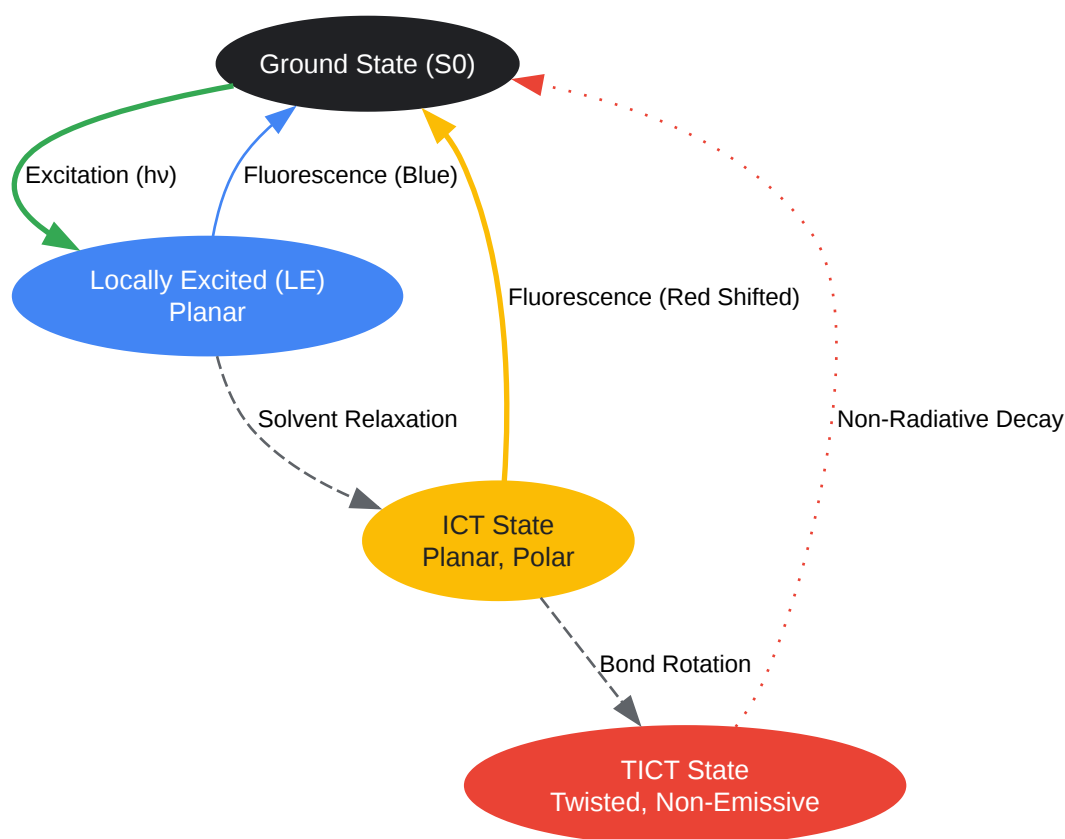 Ground State (S0)
Excitation (hν)
Fluorescence (Blue)
Locally Excited (LE)
Planar
Fluorescence (Red Shifted)
Solvent Relaxation
Non-Radiative Decay
ICT State
Planar, Polar
Bond Rotation
TICT State
Twisted, Non-Emissive